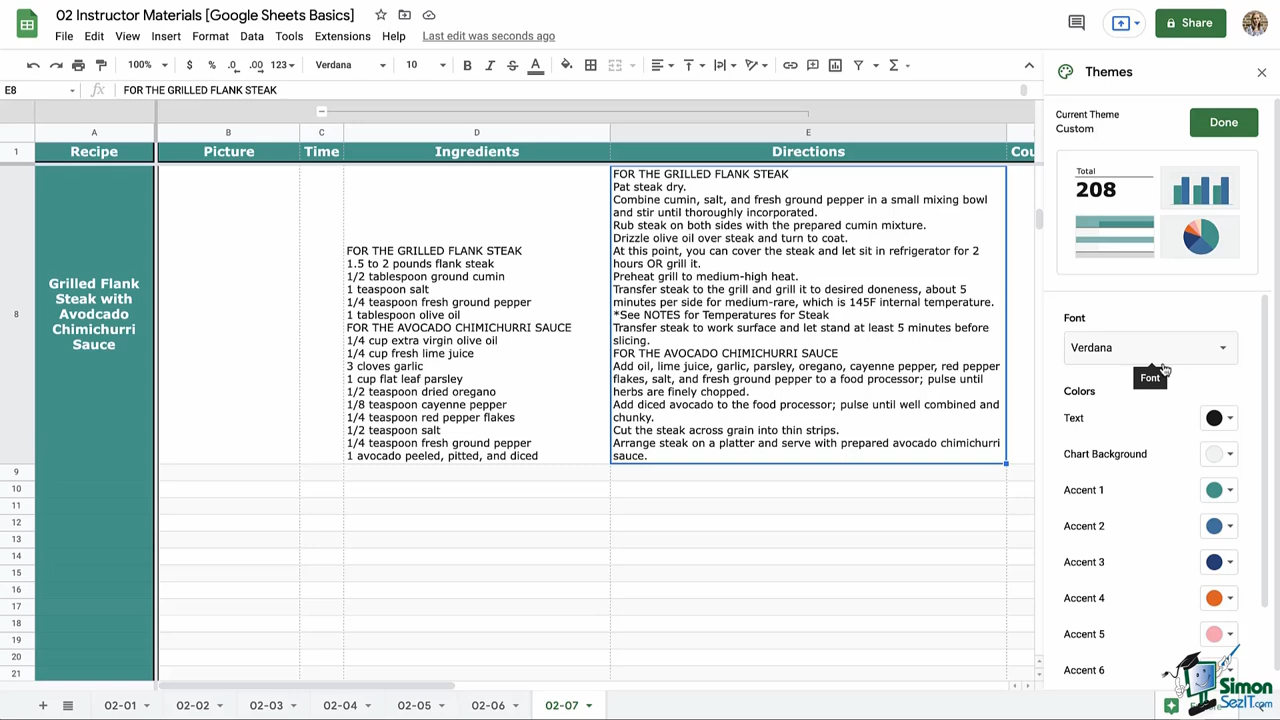 02 Instructor Materials [Google Sheets Basics]
File Edit View Insert Format Data Tools Extensions Help Last edit was seconds ago
Share
100% $ % .0 .00 123 Verdana 10 B I S A
E8 fx FOR THE GRILLED FLANK STEAK
A B C D E
1 Recipe Picture Time Ingredients Directions Cou
8
Grilled Flank
Steak with
Avodcado
Chimichurri
Sauce
FOR THE GRILLED FLANK STEAK
1.5 to 2 pounds flank steak
1/2 tablespoon ground cumin
1 teaspoon salt
1/4 teaspoon fresh ground pepper
1 tablespoon olive oil
FOR THE AVOCADO CHIMICHURRI SAUCE
1/4 cup extra virgin olive oil
1/4 cup fresh lime juice
3 cloves garlic
1 cup flat leaf parsley
1/2 teaspoon dried oregano
1/8 teaspoon cayenne pepper
1/4 teaspoon red pepper flakes
1/2 teaspoon salt
1/4 teaspoon fresh ground pepper
1 avocado peeled, pitted, and diced
FOR THE GRILLED FLANK STEAK
Pat steak dry.
Combine cumin, salt, and fresh ground pepper in a small mixing bowl
and stir until thoroughly incorporated.
Rub steak on both sides with the prepared cumin mixture.
Drizzle olive oil over steak and turn to coat.
At this point, you can cover the steak and let sit in refrigerator for 2
hours OR grill it.
Preheat grill to medium-high heat.
Transfer steak to the grill and grill it to desired doneness, about 5
minutes per side for medium-rare, which is 145F internal temperature.
*See NOTES for Temperatures for Steak
Transfer steak to work surface and let stand at least 5 minutes before
slicing.
FOR THE AVOCADO CHIMICHURRI SAUCE
Add oil, lime juice, garlic, parsley, oregano, cayenne pepper, red pepper
flakes, salt, and fresh ground pepper to a food processor; pulse until
herbs are finely chopped.
Add diced avocado to the food processor; pulse until well combined and
chunky.
Cut the steak across grain into thin strips.
Arrange steak on a platter and serve with prepared avocado chimichurri
sauce.
9
10
11
12
13
14
15
16
17
18
19
20
21
02-01 02-02 02-03 02-04 02-05 02-06 02-07
Themes
Current Theme
Custom
Done
Total
208
Font
Verdana
Font
Colors
Text
Chart Background
Accent 1
Accent 2
Accent 3
Accent 4
Accent 5
Accent 6
Simon
SezIT.com